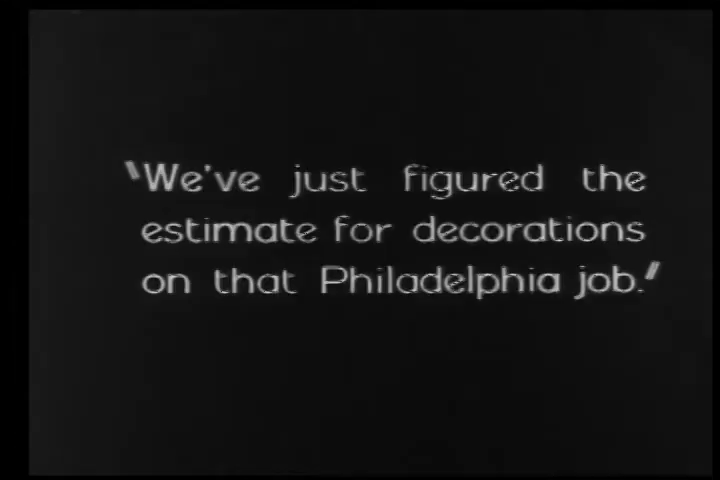 "We've just figured the
estimate for decorations
on that Philadelphia job."